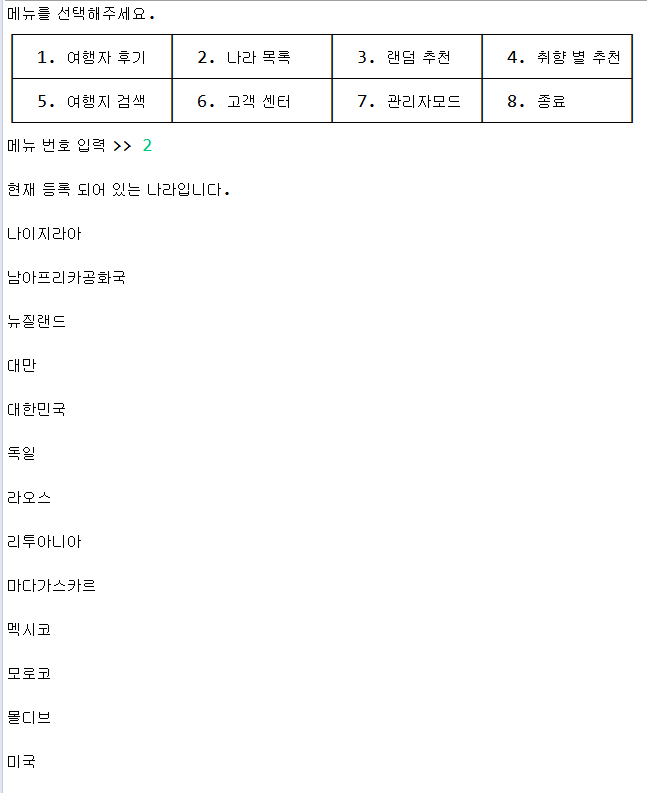 메뉴를 선택해주세요.
1. 여행자 후기 2. 나라 목록 3. 랜덤 추천 4. 취향 별 추천
5. 여행지 검색 6. 고객 센터 7. 관리자모드 8. 종료
메뉴 번호 입력 >> 2
현재 등록 되어 있는 나라입니다.
나이지라아
남아프리카공화국
뉴질랜드
대만
대한민국
독일
라오스
리투아니아
마다가스카르
멕시코
모로코
몰디브
미국